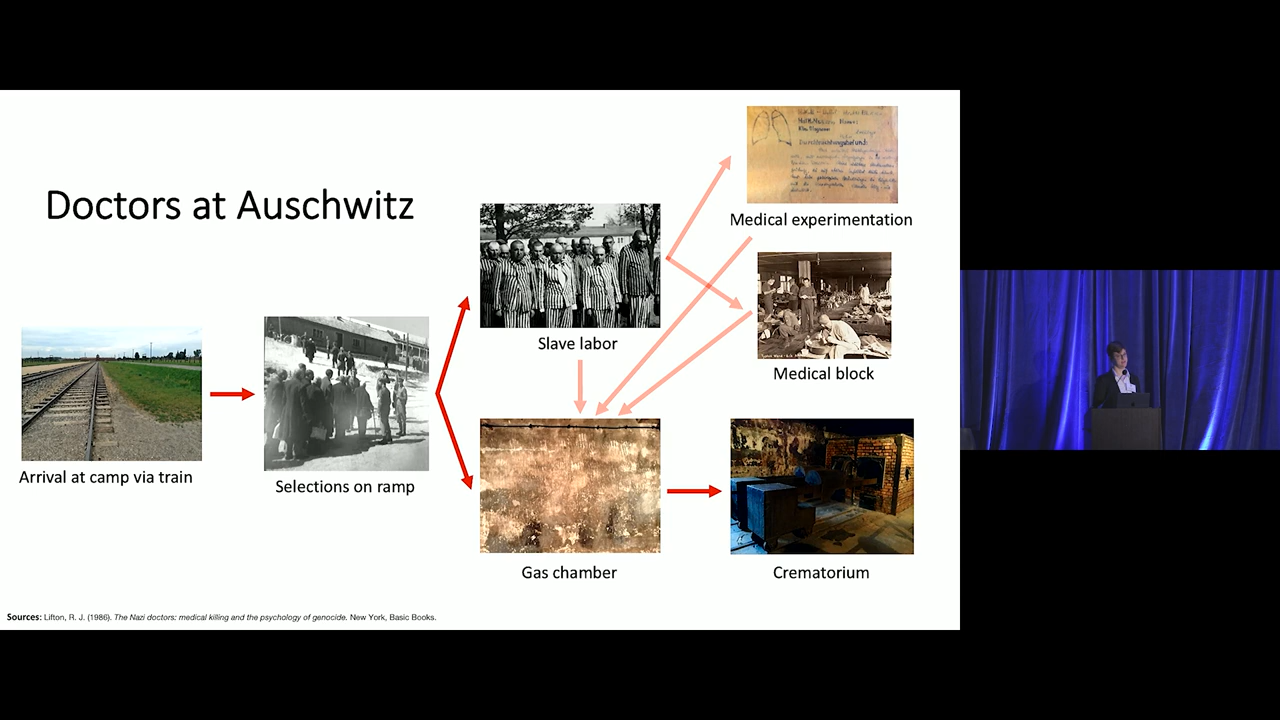 Doctors at Auschwitz
Arrival at camp via train
Selections on ramp
Slave labor
Medical experimentation
Medical block
Gas chamber
Crematorium
Sources: Lifton, R. J. (1986). The Nazi doctors: medical killing and the psychology of genocide. New York, Basic Books.